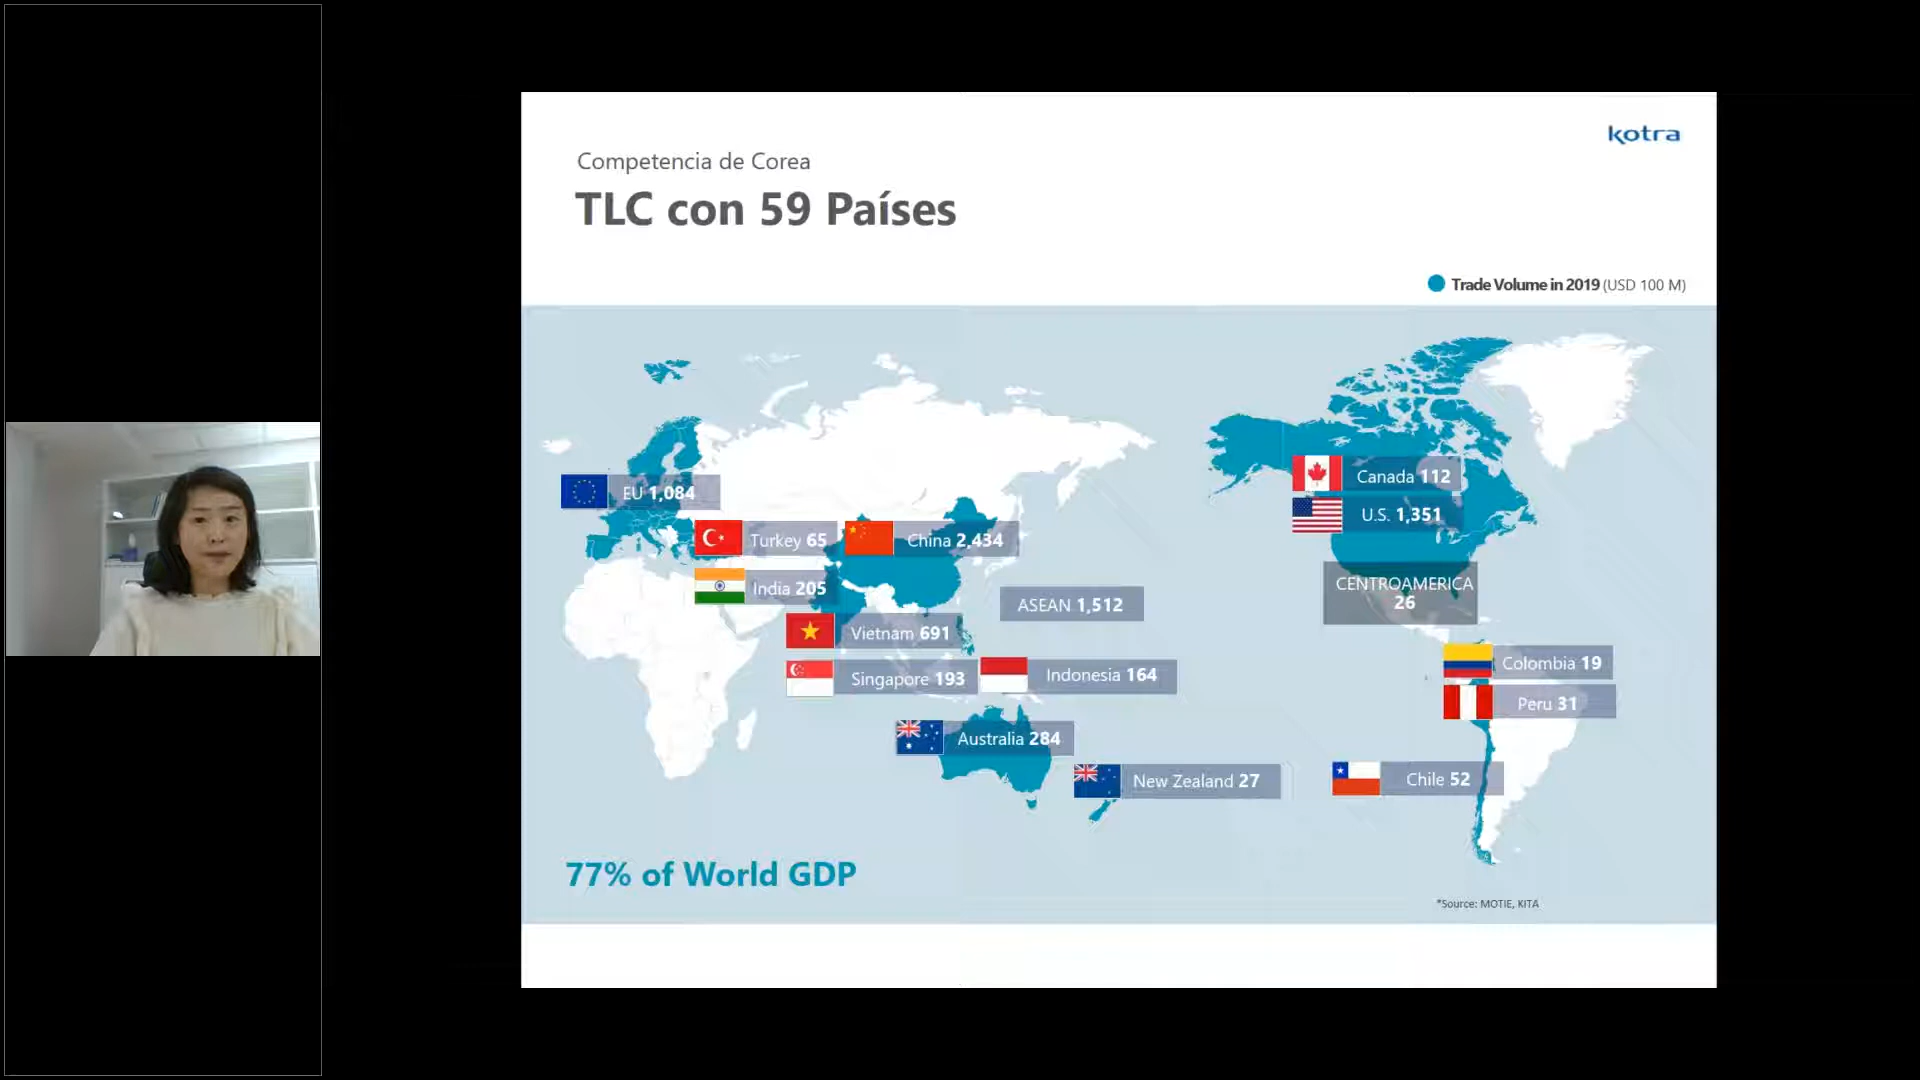 kotra
Competencia de Corea
TLC con 59 Países
Trade Volume in 2019 (USD 100 M)
Canada 112
EU 1,084
U.S. 1,351
Turkey 65
China 2,434
India 205
CENTROAMERICA
26
ASEAN 1,512
Vietnam 691
Colombia 19
Singapore 193
Indonesia 164
Peru 31
Australia 284
New Zealand 27
Chile 52
77% of World GDP
*Source: MOTIE, KITA